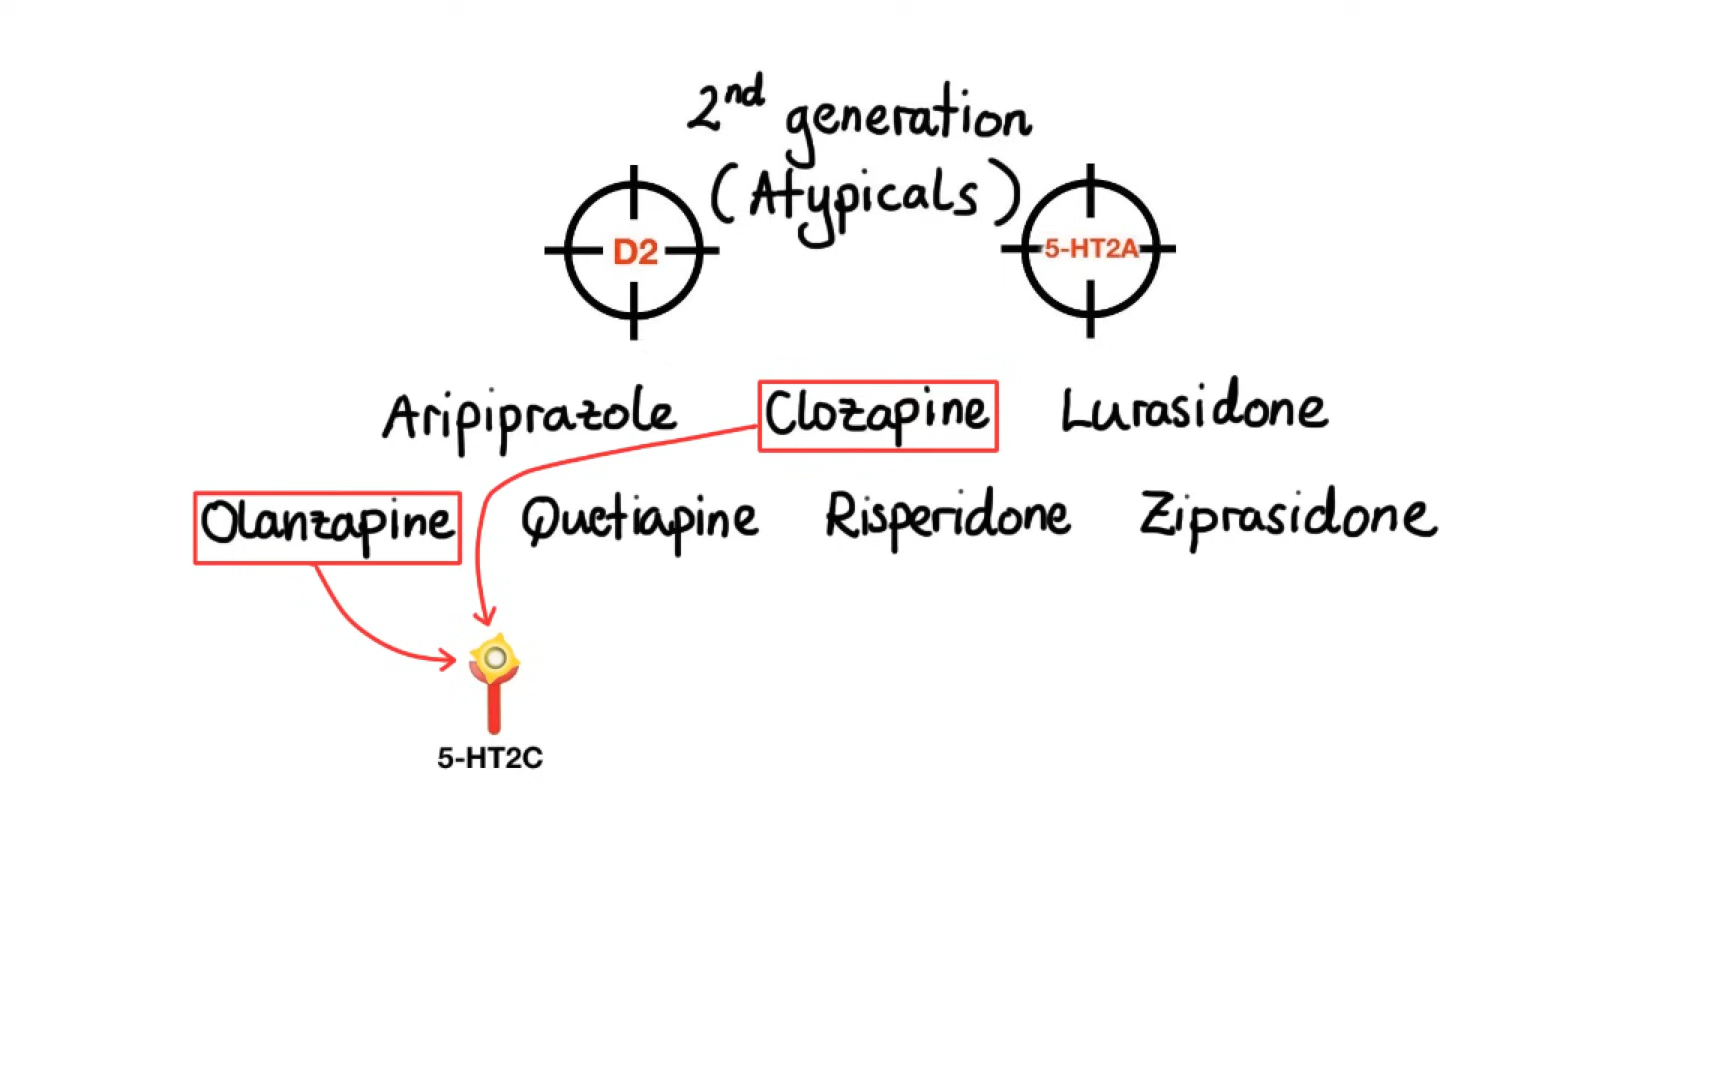 2nd generation
(Atypicals)
D2
5-HT2A
Aripiprazole Clozapine Lurasidone
Olanzapine Quetiapine Risperidone Ziprasidone
5-HT2C